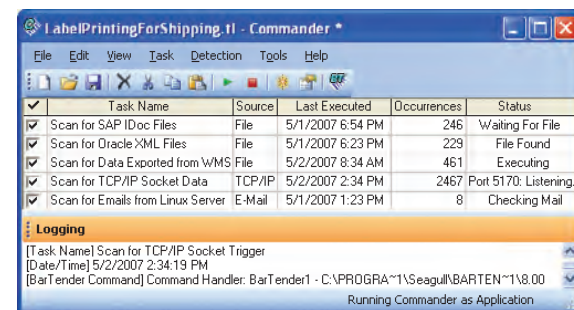 LabelPrintingForShipping.tl - Commander *
File Edit View Task Detection Tools Help
Task Name Source Last Executed Occurrences Status
Scan for SAP IDoc Files File 5/1/2007 6:54 PM 246 Waiting For File
Scan for Oracle XML Files File 5/1/2007 6:23 PM 229 File Found
Scan for Data Exported from WMS File 5/2/2007 8:34 AM 461 Executing
Scan for TCP/IP Socket Data TCP/IP 5/2/2007 2:34 PM 2467 Port 5170: Listening.
Scan for Emails from Linux Server E-Mail 5/1/2007 1:23 PM 8 Checking Mail
Logging
[Task Name] Scan for TCP/IP Socket Trigger
[Date/Time] 5/2/2007 2:34:19 PM
[BarTender Command] Command Handler: BarTender1 - C:\PROGRA~1\Seagull\BARTEN~1\8.00
Running Commander as Application